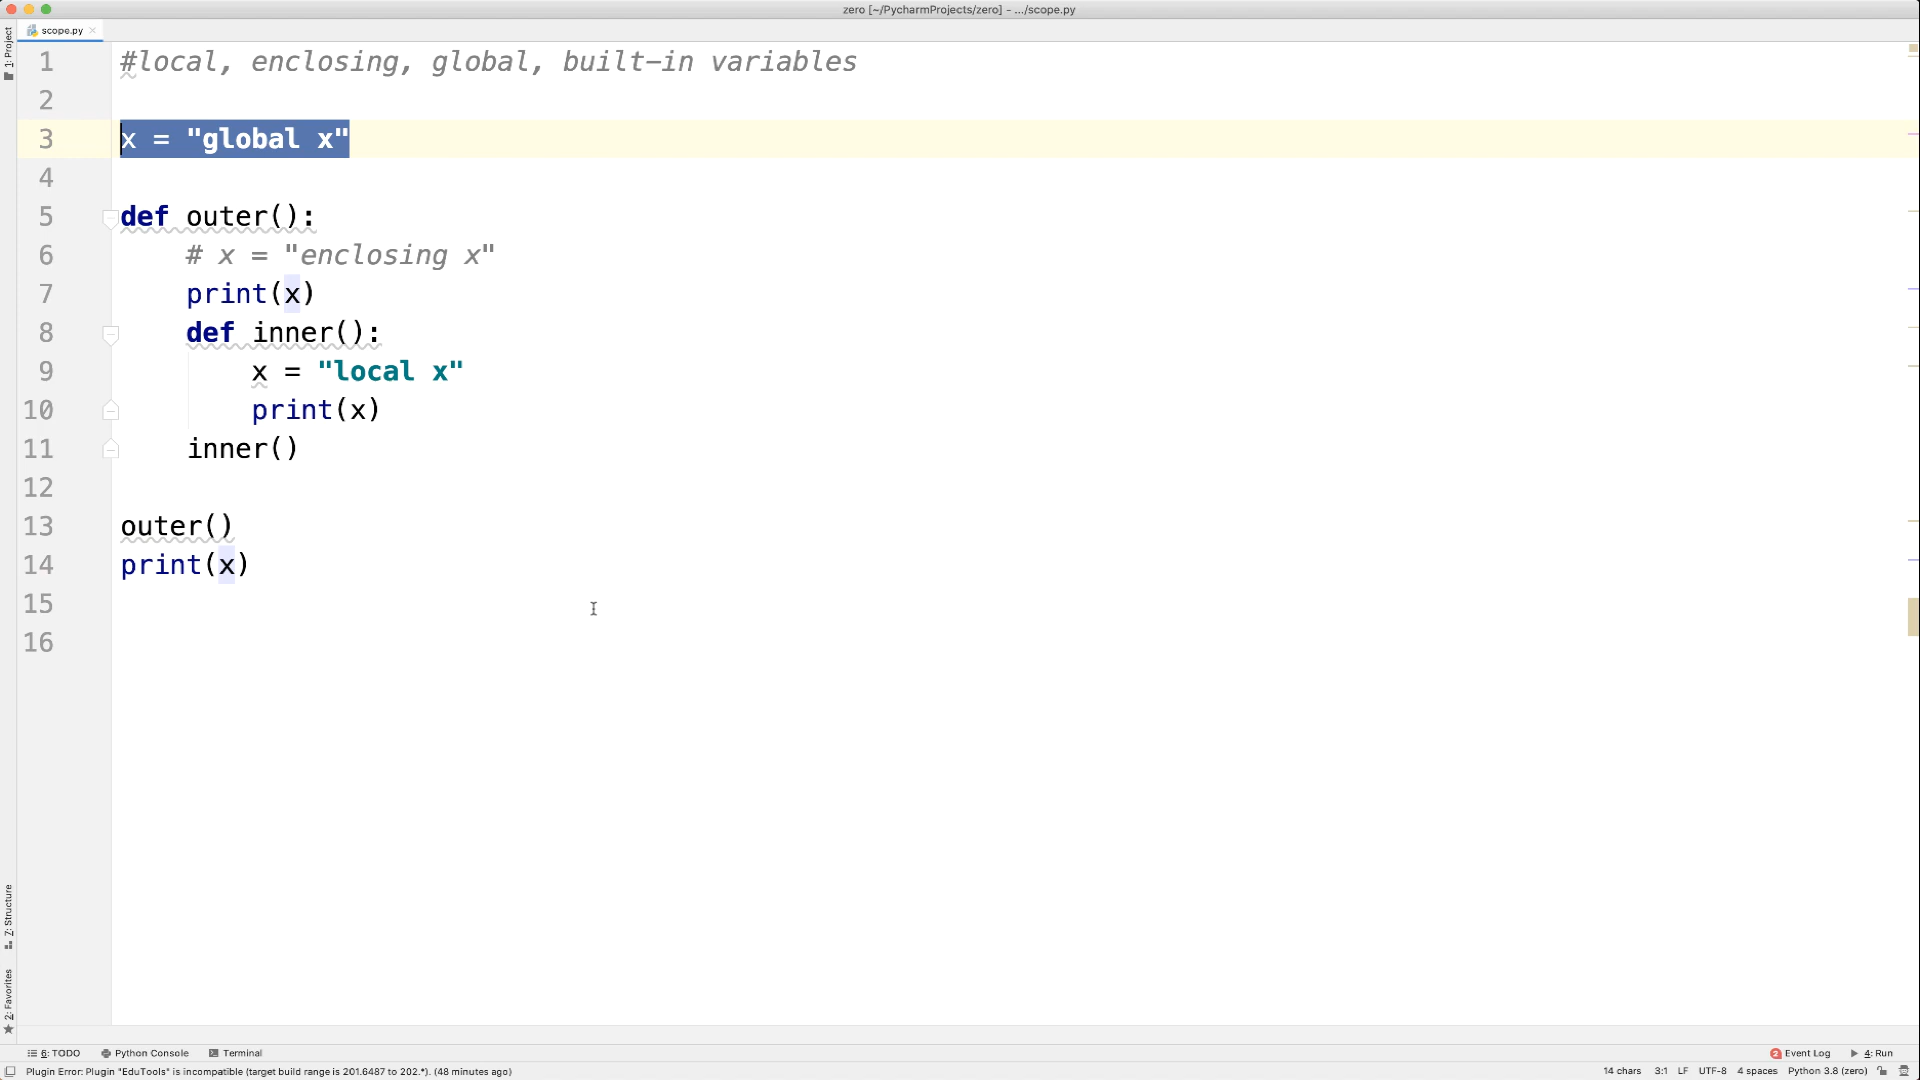 zero [~/PycharmProjects/zero] - .../scope.py
1: Project
scope.py
1 #local, enclosing, global, built-in variables
2
3 x = "global x"
4
5 def outer():
6 # x = "enclosing x"
7 print(x)
8 def inner():
9 x = "local x"
10 print(x)
11 inner()
12
13 outer()
14 print(x)
15
16
7: Structure
2: Favorites
6: TODO Python Console Terminal 2 Event Log 4: Run
Plugin Error: Plugin "EduTools" is incompatible (target build range is 201.6487 to 202.*). (48 minutes ago) 14 chars 3:1 LF UTF-8 4 spaces Python 3.8 (zero)